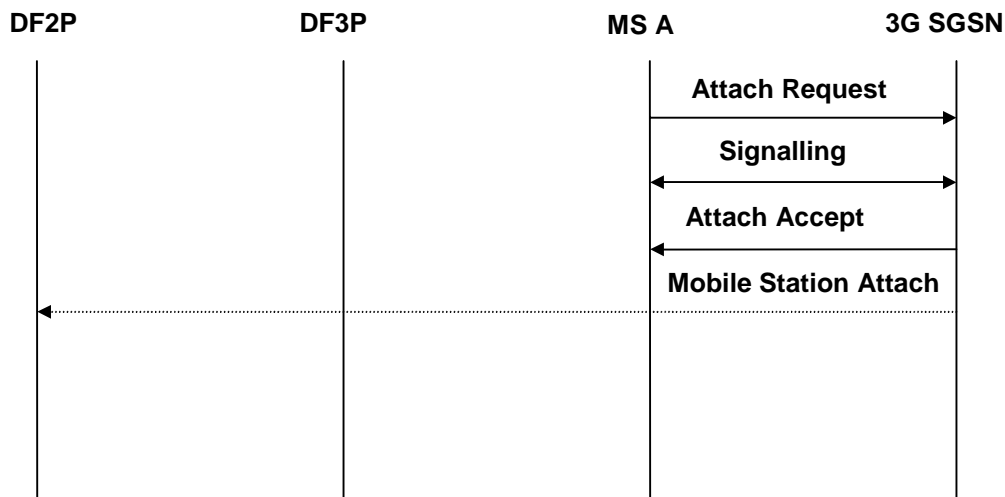 DF2P DF3P MS A 3G SGSN
Attach Request
Signalling
Attach Accept
Mobile Station Attach